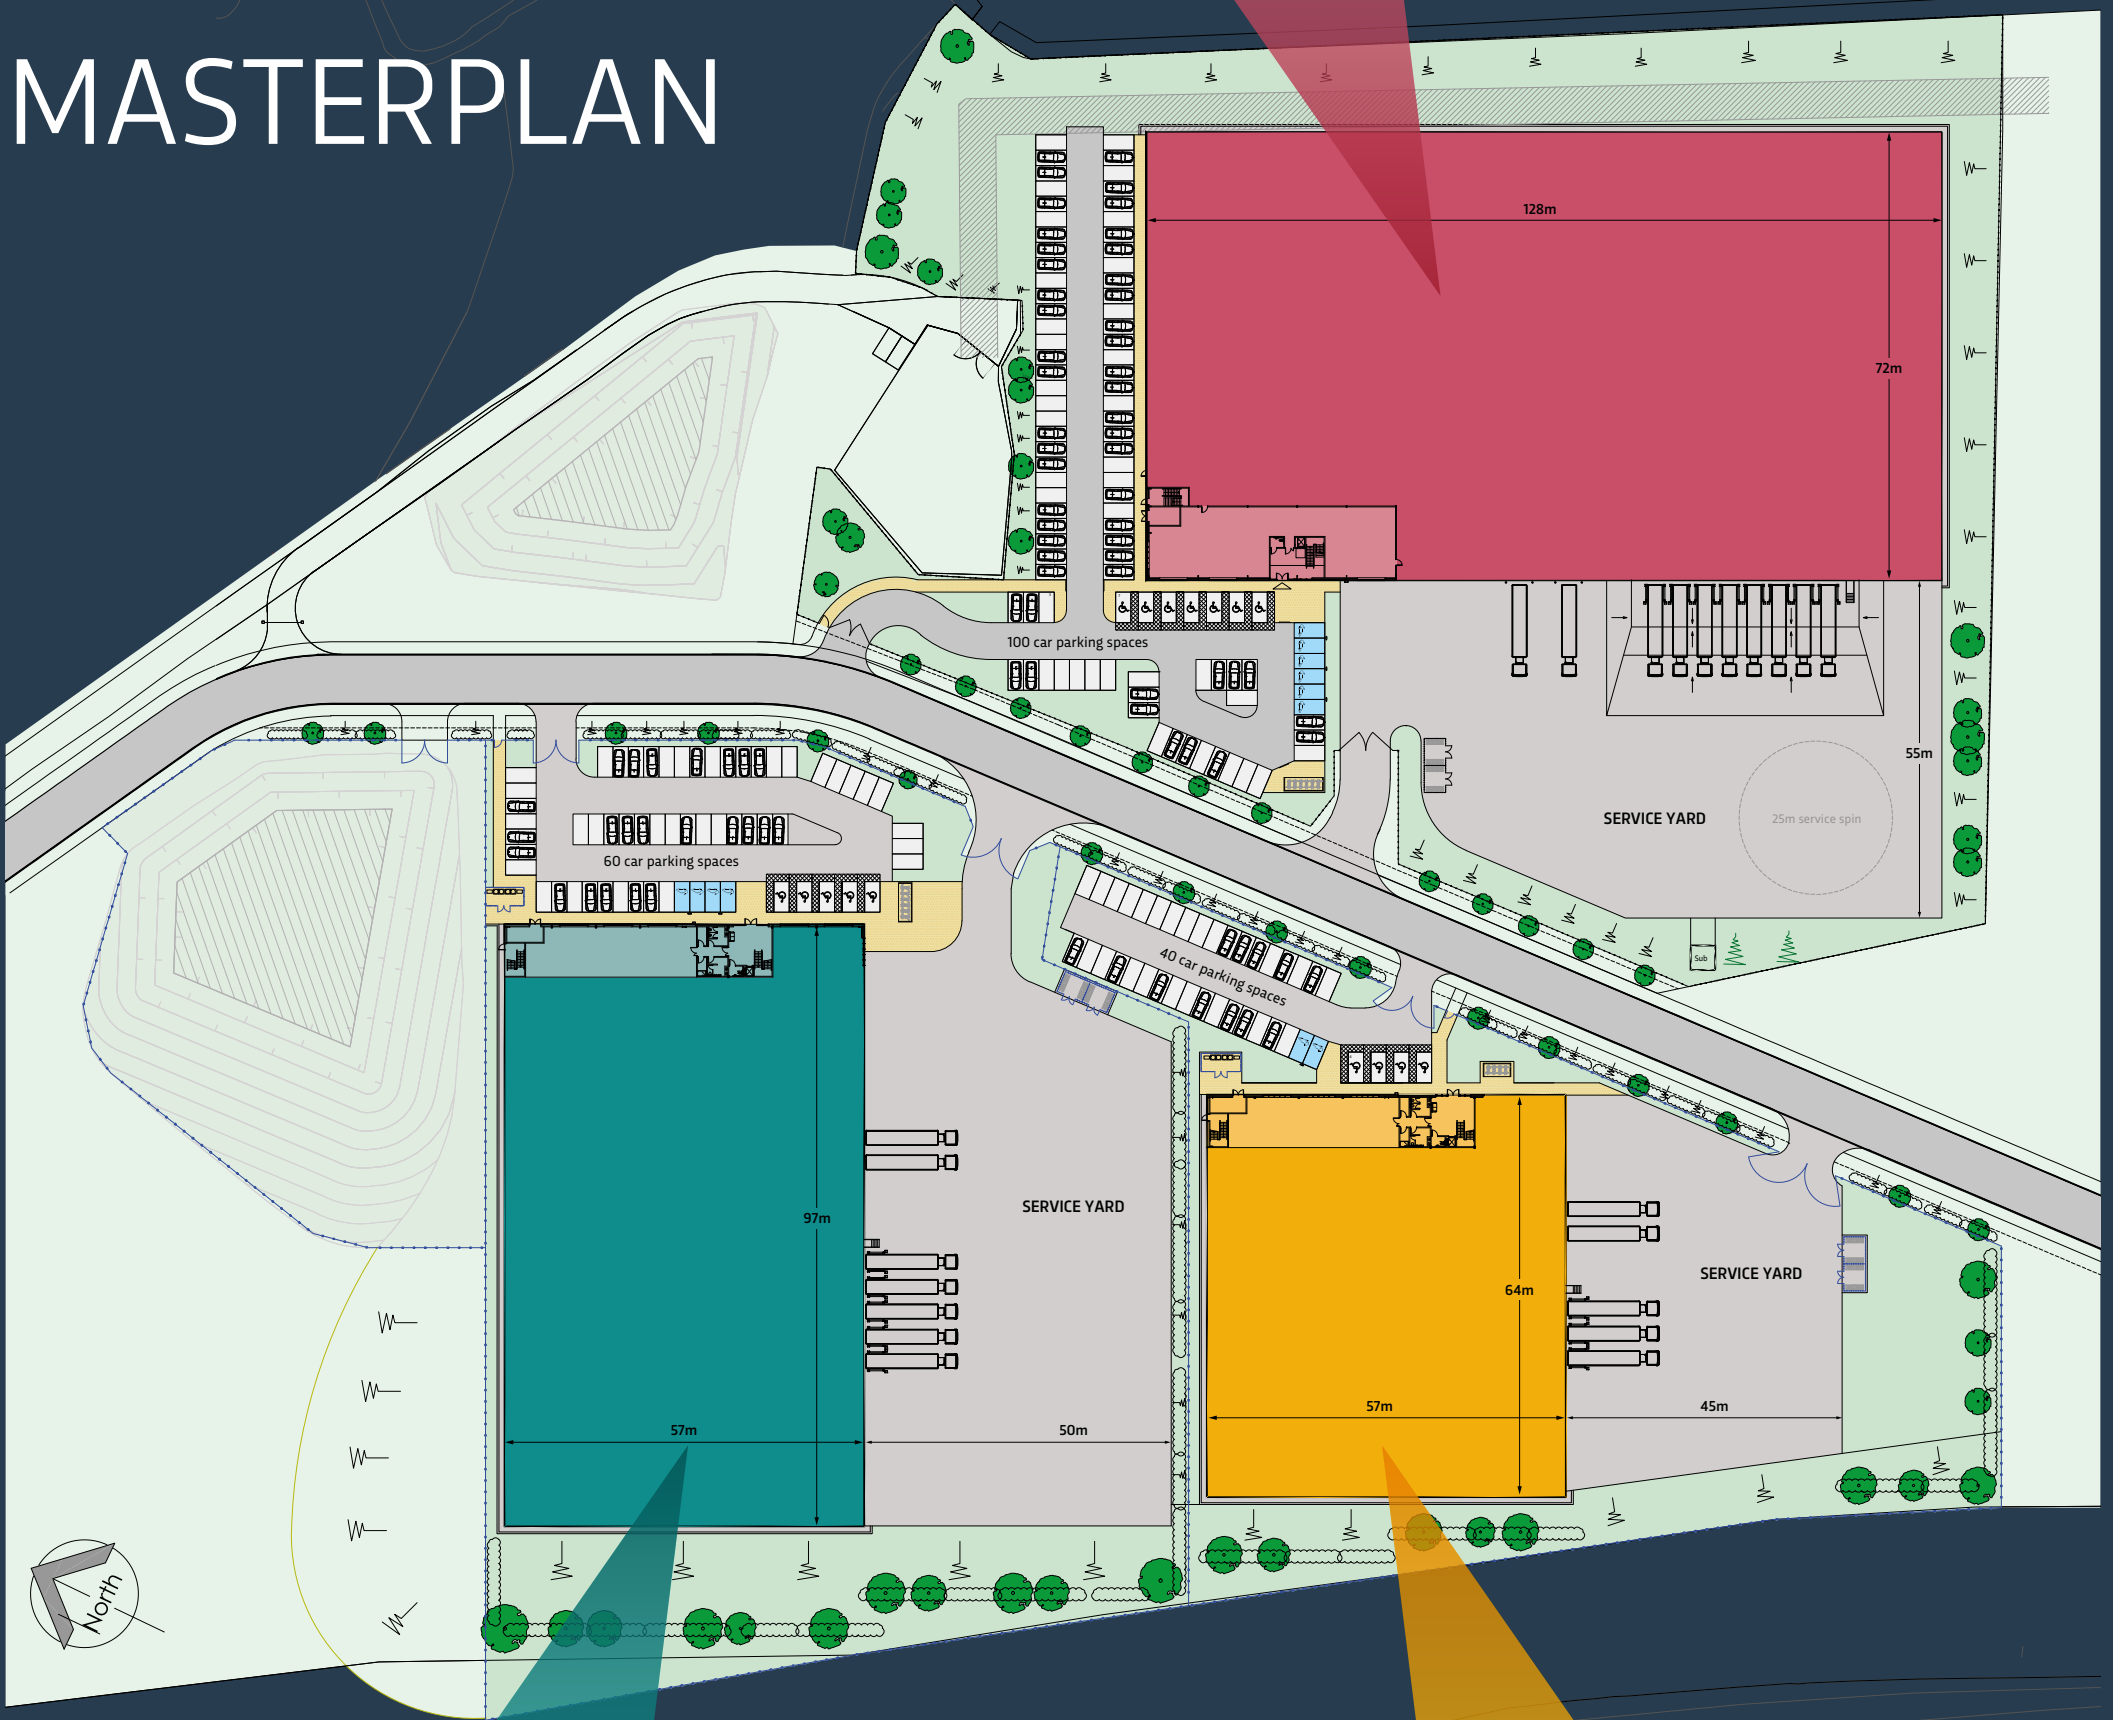 MASTERPLAN
128m
72m
100 car parking spaces
55m
SERVICE YARD
25m service spin
60 car parking spaces
Sub
40 car parking spaces
97m
SERVICE YARD
SERVICE YARD
64m
57m
45m
57m
50m
North